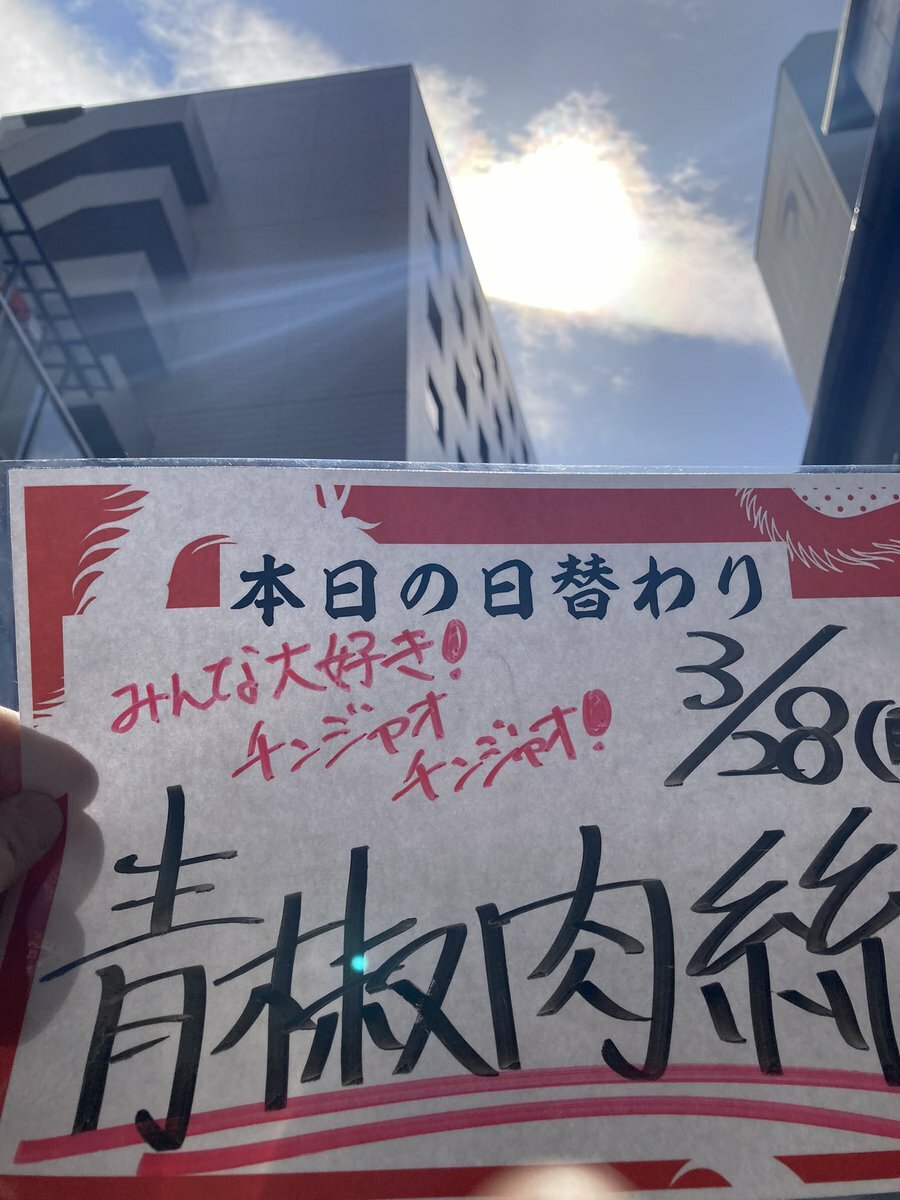 本日の日替わり
みんな大好き!
チンジャオ
チンジャオ!
3/28(
青椒肉絲